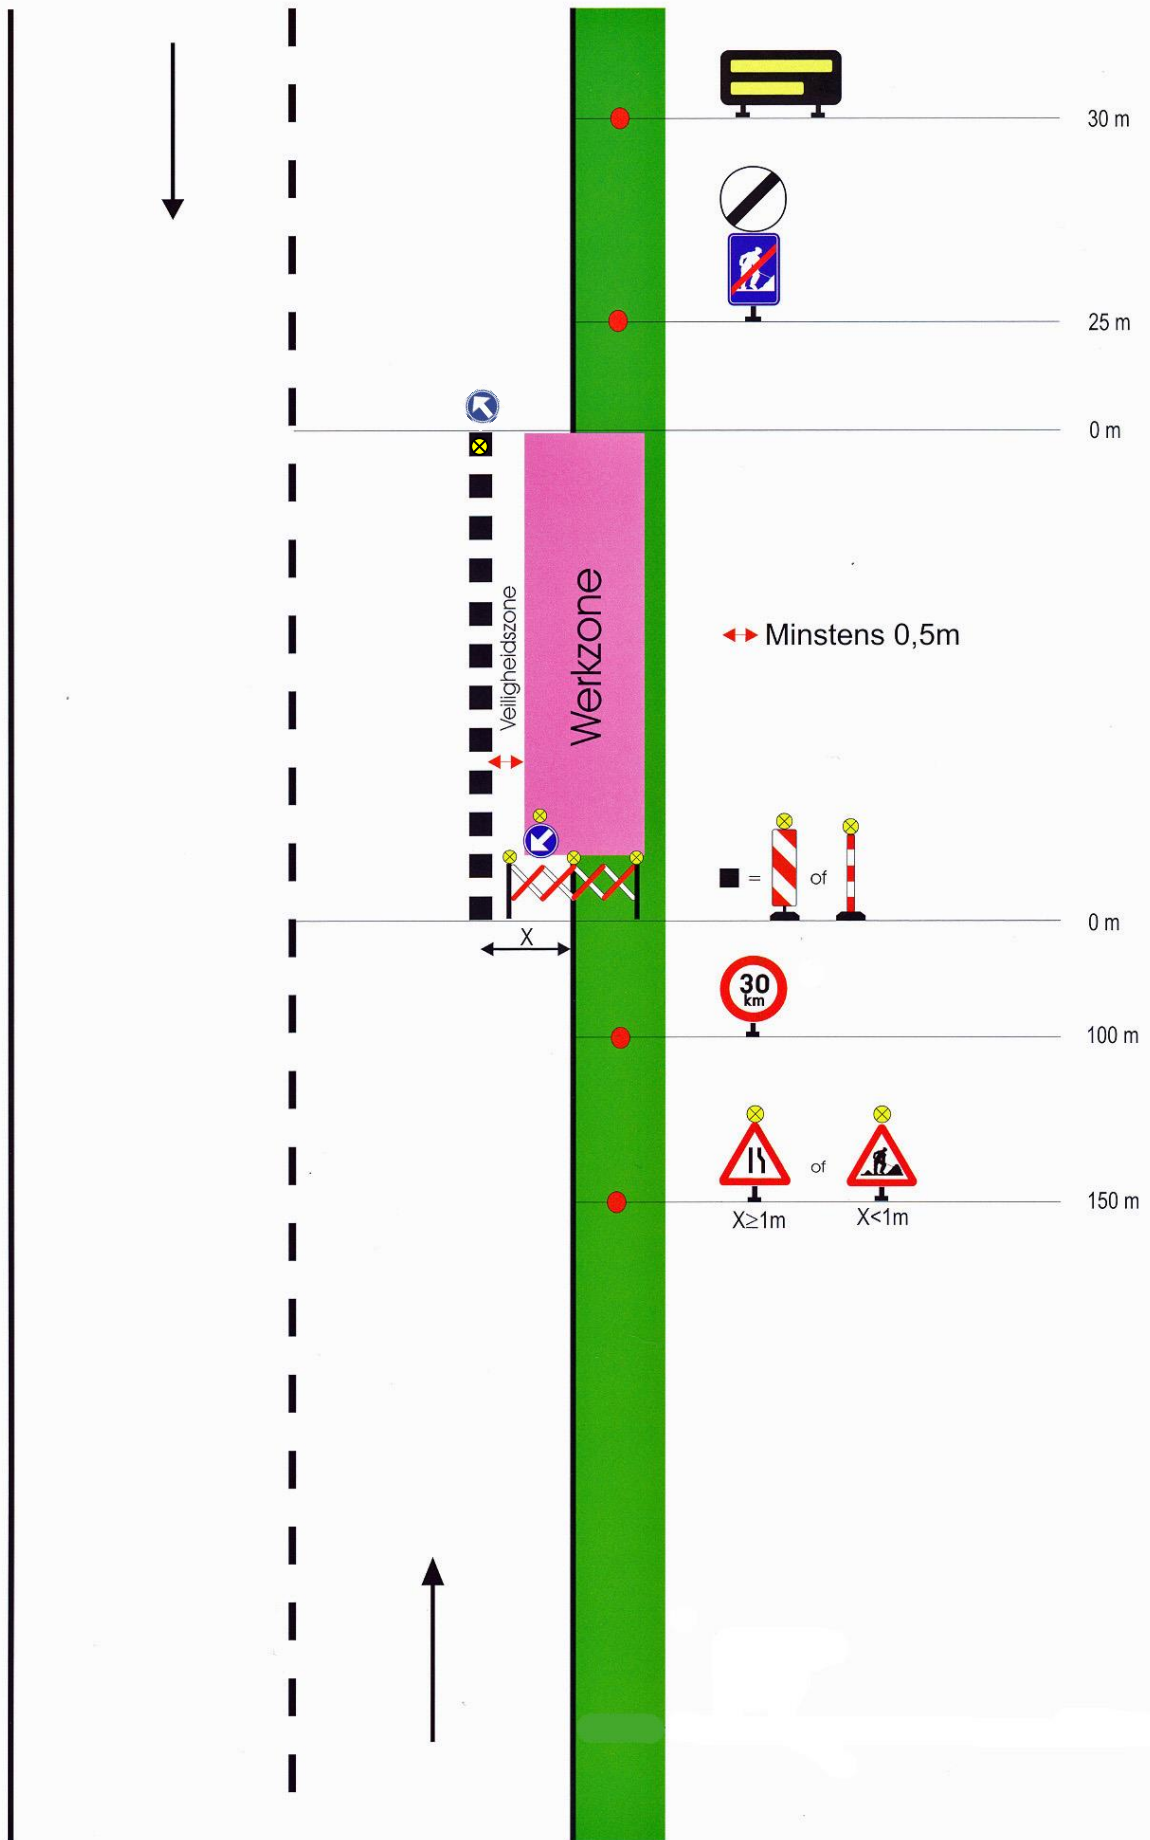 30 m
25 m
0 m
Veiligheidszone
Werkzone
Minstens 0,5m
= of
0 m
X
30
km
100 m
of
150 m
X≥1m X<1m